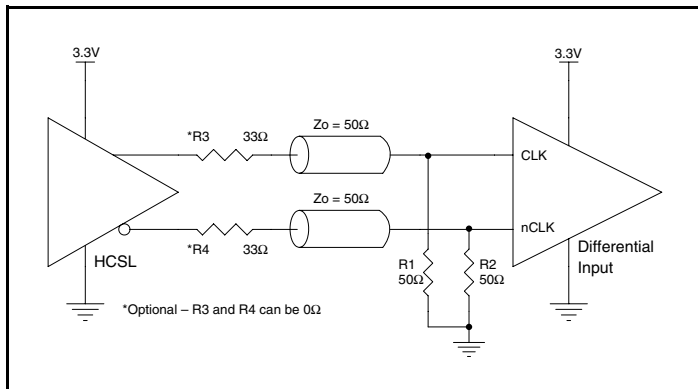 3.3V
3.3V
*R3 33Ω
Zo = 50Ω
CLK
Zo = 50Ω
nCLK
*R4 33Ω
HCSL
R1
50Ω
R2
50Ω
Differential
Input
*Optional – R3 and R4 can be 0Ω